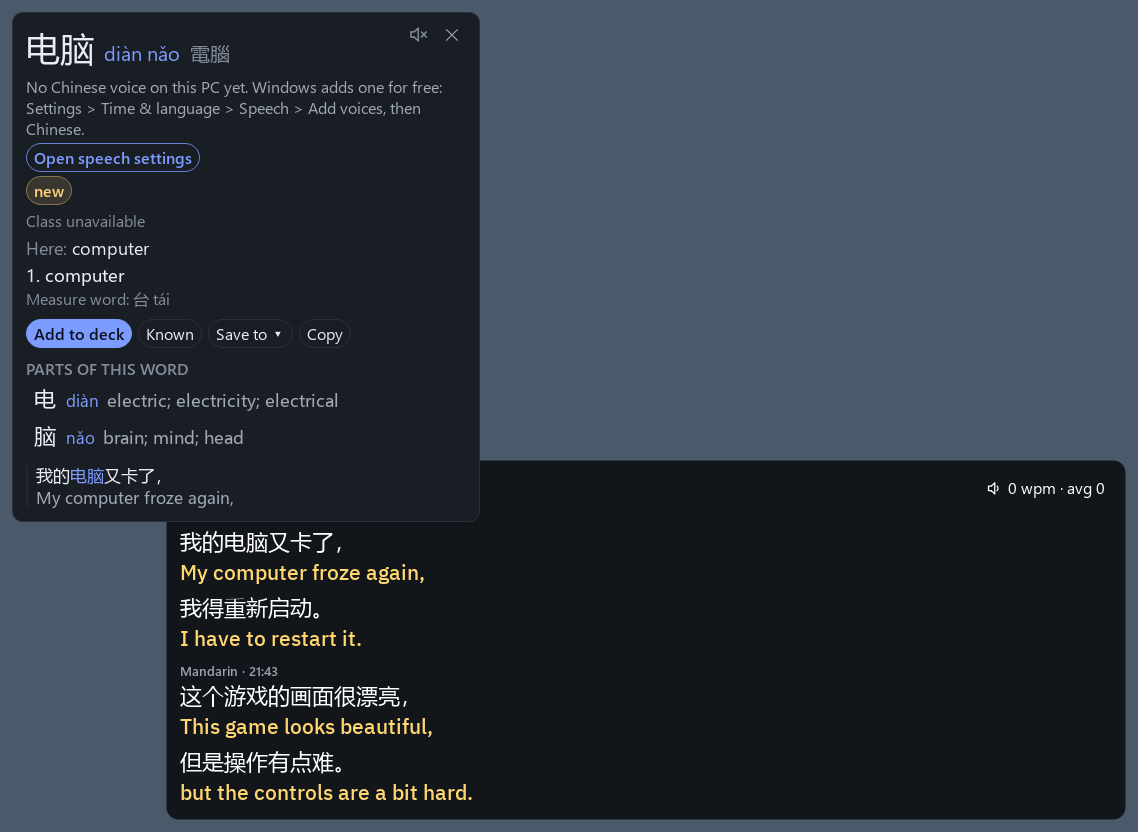 电脑 diàn nǎo 電腦
No Chinese voice on this PC yet. Windows adds one for free:
Settings > Time & language > Speech > Add voices, then
Chinese.
Open speech settings
new
Class unavailable
Here: computer
1. computer
Measure word: 台 tái
Add to deck Known Save to ▾ Copy
PARTS OF THIS WORD
电 diàn electric; electricity; electrical
脑 nǎo brain; mind; head
我的电脑又卡了，
My computer froze again,
0 wpm · avg 0
我的电脑又卡了，
My computer froze again,
我得重新启动。
I have to restart it.
Mandarin · 21:43
这个游戏的画面很漂亮，
This game looks beautiful,
但是操作有点难。
but the controls are a bit hard.